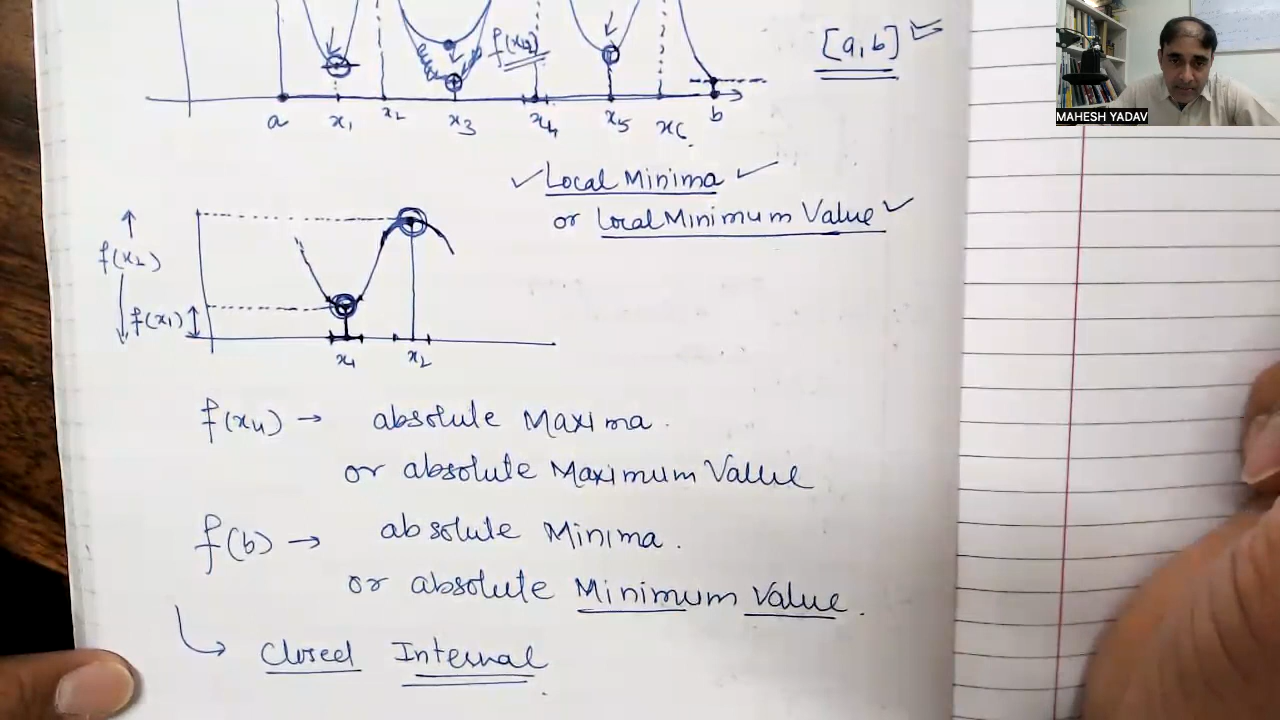 f(x4)
[a,b]
a x1 x2 x3 x4 x5 x6 b
MAHESH YADAV
Local Minima
or Local Minimum Value
f(x2)
f(x1)
x1 x2
f(x4) → absolute Maxima.
or absolute Maximum Value
f(b) → absolute Minima.
or absolute Minimum Value.
Closed Interval